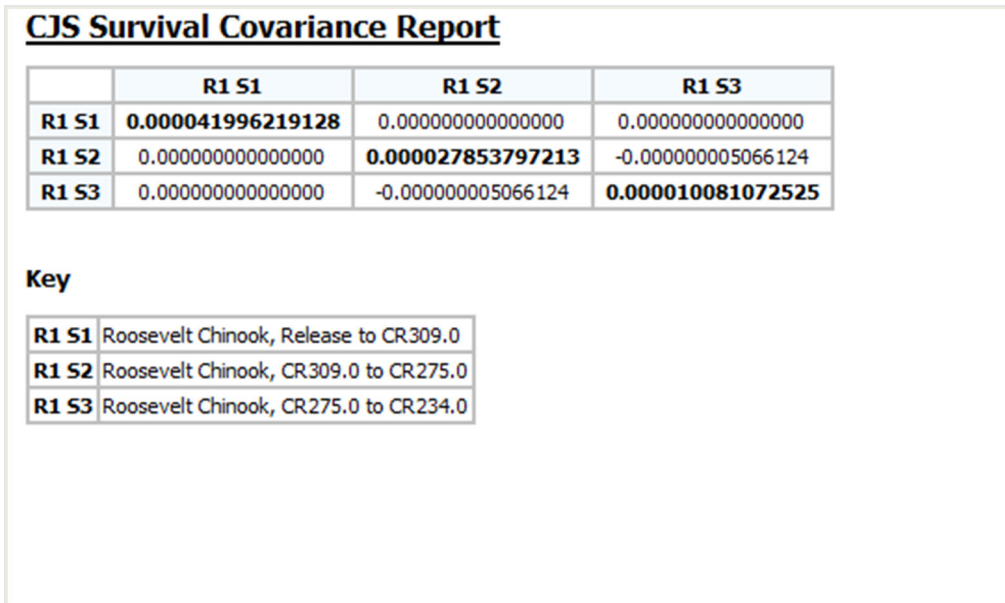 CJS Survival Covariance Report
R1 S1 R1 S2 R1 S3
R1 S1 0.000041996219128 0.000000000000000 0.000000000000000
R1 S2 0.000000000000000 0.000027853797213 -0.000000005066124
R1 S3 0.000000000000000 -0.000000005066124 0.000010081072525
Key
R1 S1 Roosevelt Chinook, Release to CR309.0
R1 S2 Roosevelt Chinook, CR309.0 to CR275.0
R1 S3 Roosevelt Chinook, CR275.0 to CR234.0